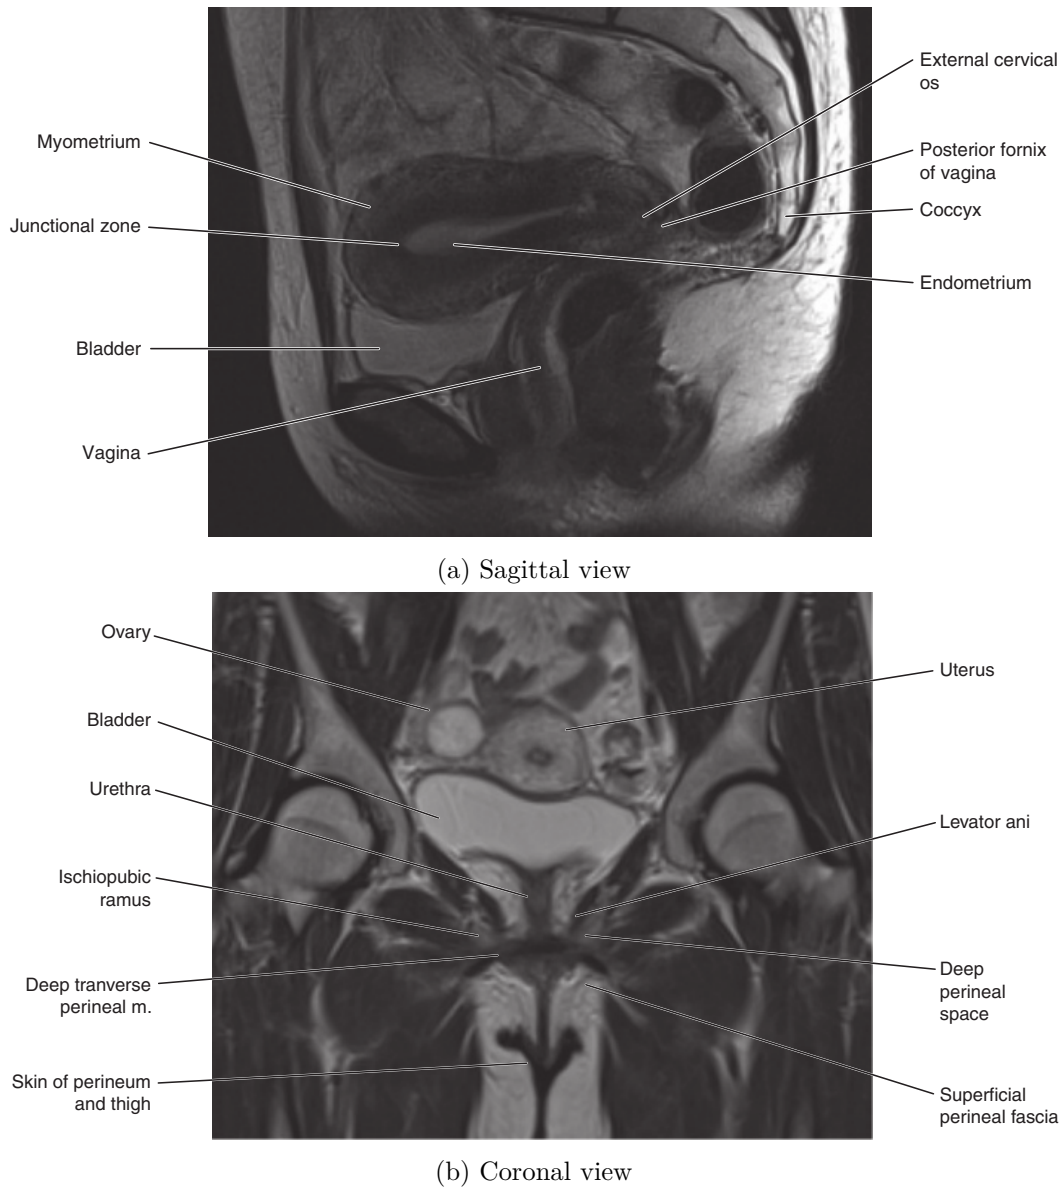 External cervical
os
Myometrium
Posterior fornix
of vagina
Coccyx
Junctional zone
Endometrium
Bladder
Vagina
(a) Sagittal view
Ovary
Uterus
Bladder
Urethra
Levator ani
Ischiopubic
ramus
Deep
perineal
space
Deep tranverse
perineal m.
Skin of perineum
and thigh
Superficial
perineal fascia
(b) Coronal view